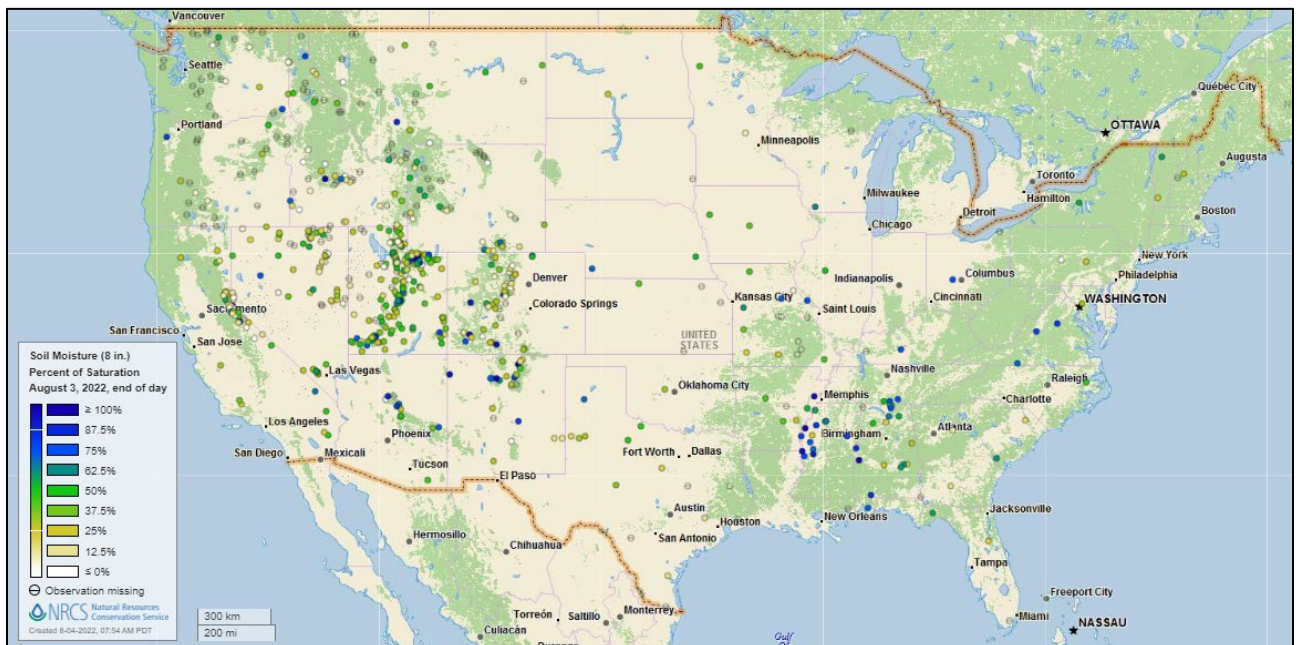 Vancouver
Seattle
Québec City
Portland
OTTAWA
Minneapolis
Augusta
Toronto
Hamilton
Milwaukee
Boston
Detroit
Chicago
New York
Denver
Indianapolis
Columbus
Philadelphia
Colorado Springs
Kansas City
Cincinnati
WASHINGTON
Saint Louis
San Francisco
San Jose
UNITED
STATES
Las Vegas
Nashville
Raleigh
Oklahoma City
Memphis
Charlotte
Los Angeles
Phoenix
Birmingham
Atlanta
San Diego
Mexicali
Fort Worth
Dallas
Tucson
El Paso
Austin
New Orleans
Jacksonville
Houston
San Antonio
Hermosillo
Chihuahua
Tampa
Freeport City
Torreón
Saltillo
Monterrey
Miami
NASSAU
Culiacán
Gulf
Soil Moisture (8 in.)
Percent of Saturation
August 3, 2022, end of day
≥ 100%
87.5%
75%
62.5%
50%
37.5%
25%
12.5%
≤ 0%
Observation missing
NRCS Natural Resources
Conservation Service
Created 8-04-2022, 07:54 AM PDT
300 km
200 mi